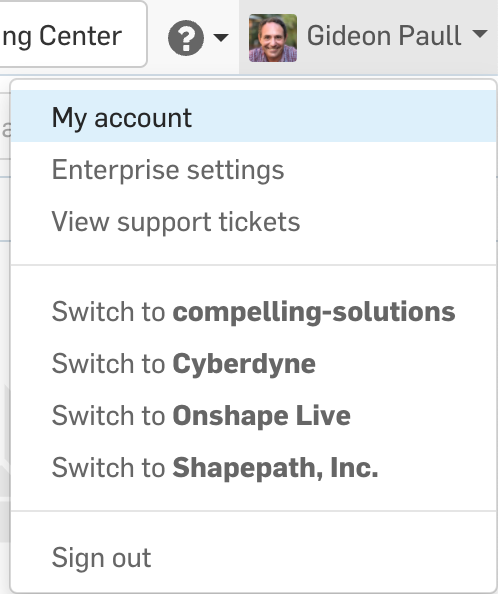 ng Center
? Gideon Paull
a
My account
Enterprise settings
View support tickets
Switch to compelling-solutions
Switch to Cyberdyne
Switch to Onshape Live
Switch to Shapepath, Inc.
Sign out